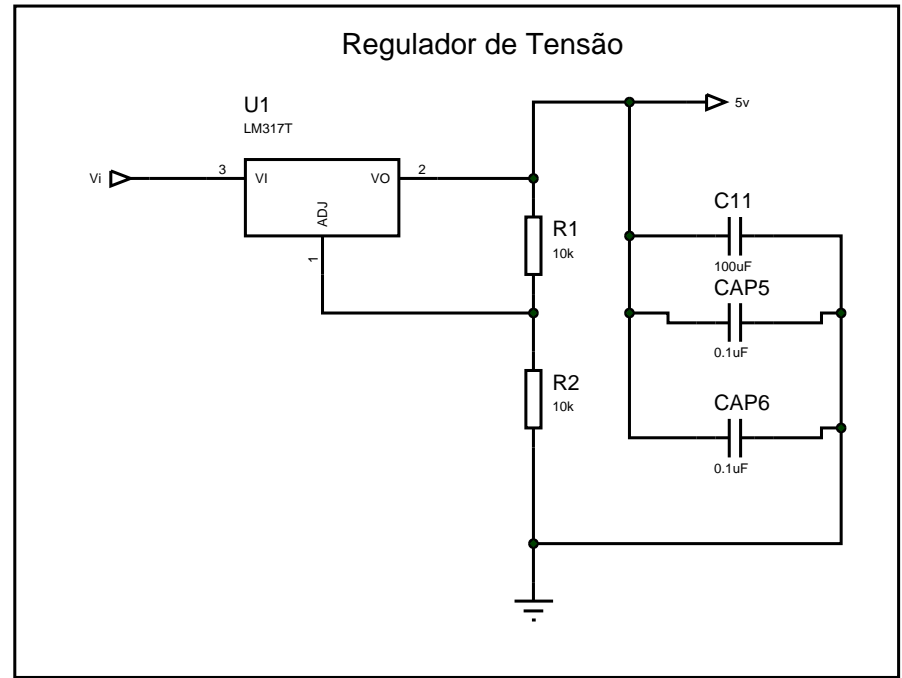 Regulador de Tensão
U1
LM317T
Vi
3
VI
VO
2
ADJ
1
5v
R1
10k
R2
10k
C11
100uF
CAP5
0.1uF
CAP6
0.1uF